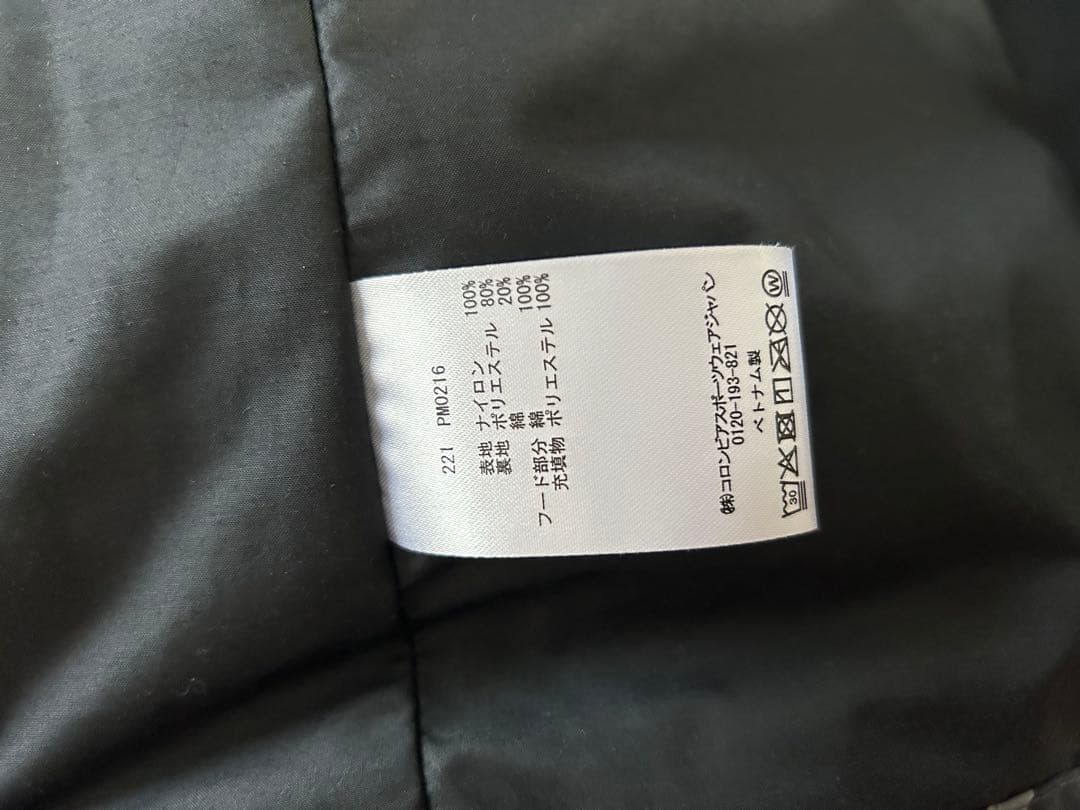 221 PM0216
表地 ナイロン 100%
裏地 ポリエステル 80%
綿 20%
フード部分 綿 100%
充填物 ポリエステル 100%
㈱コロンビアスポーツウェアジャパン
0120-193-821
ベトナム製
30 W